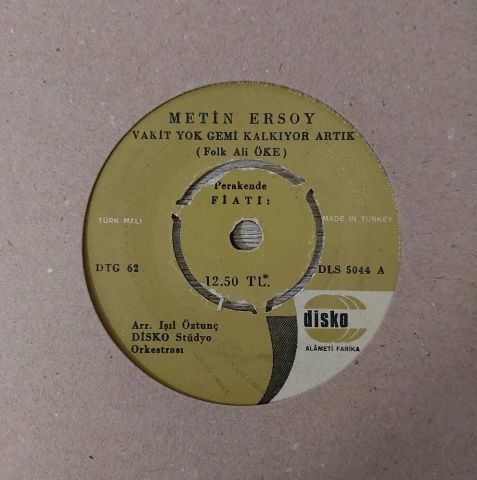 METİN ERSOY
VAKİT YOK GEMİ KALKIYOR ARTIK
(Folk Ali ÖKE)
Perakende
FİATI:
TÜRK MALI
MADE IN TURKEY
DTG 62
12.50 TL.
DLS 5044 A
disko
ALÂMETİ FARİKA
Arr. Işıl Öztunç
DİSKO Stüdyo
Orkestrası